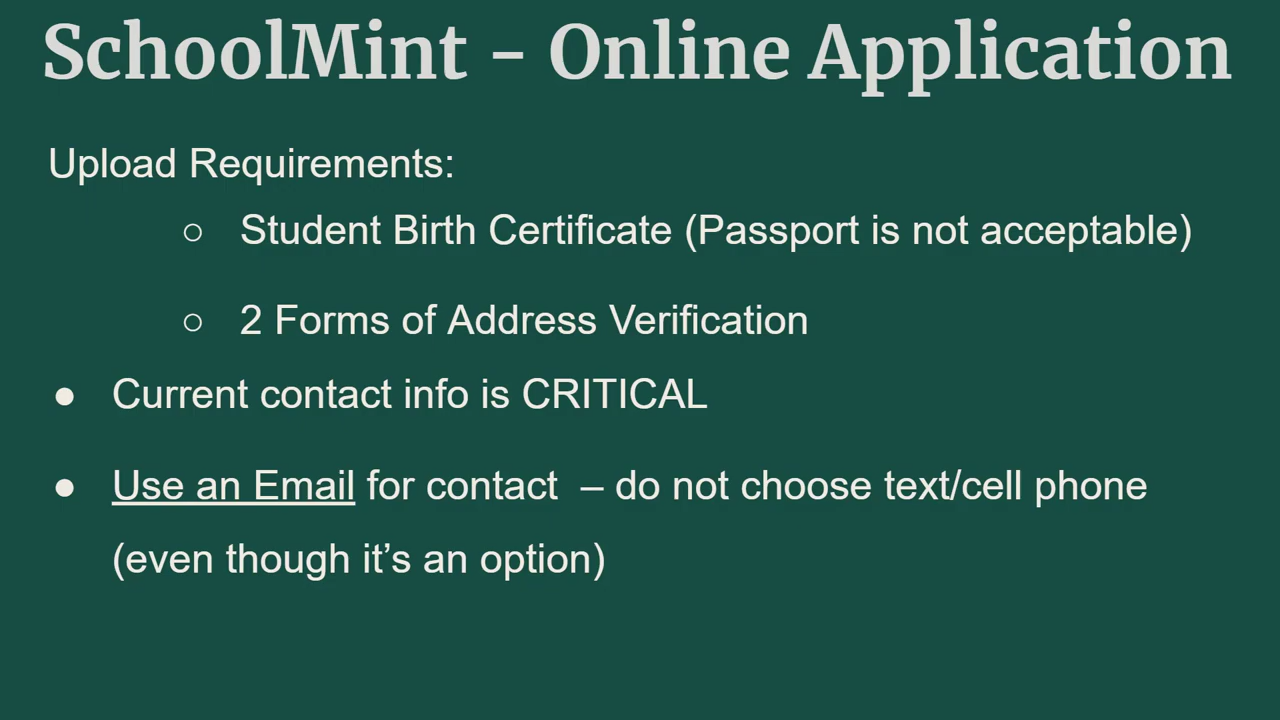 SchoolMint - Online Application
Upload Requirements:
○ Student Birth Certificate (Passport is not acceptable)
○ 2 Forms of Address Verification
● Current contact info is CRITICAL
● Use an Email for contact – do not choose text/cell phone
(even though it’s an option)